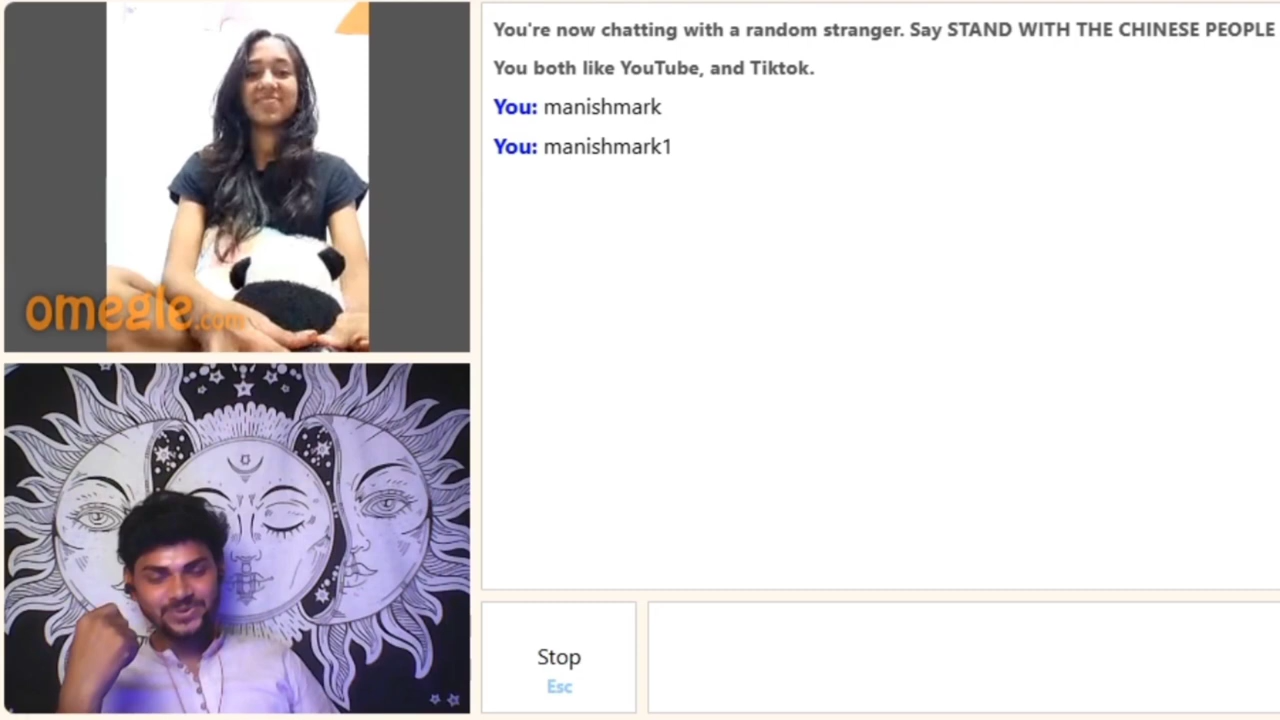 You're now chatting with a random stranger. Say STAND WITH THE CHINESE PEOPLE
You both like YouTube, and Tiktok.
You: manishmark
You: manishmark1
omegle.com
Stop
Esc